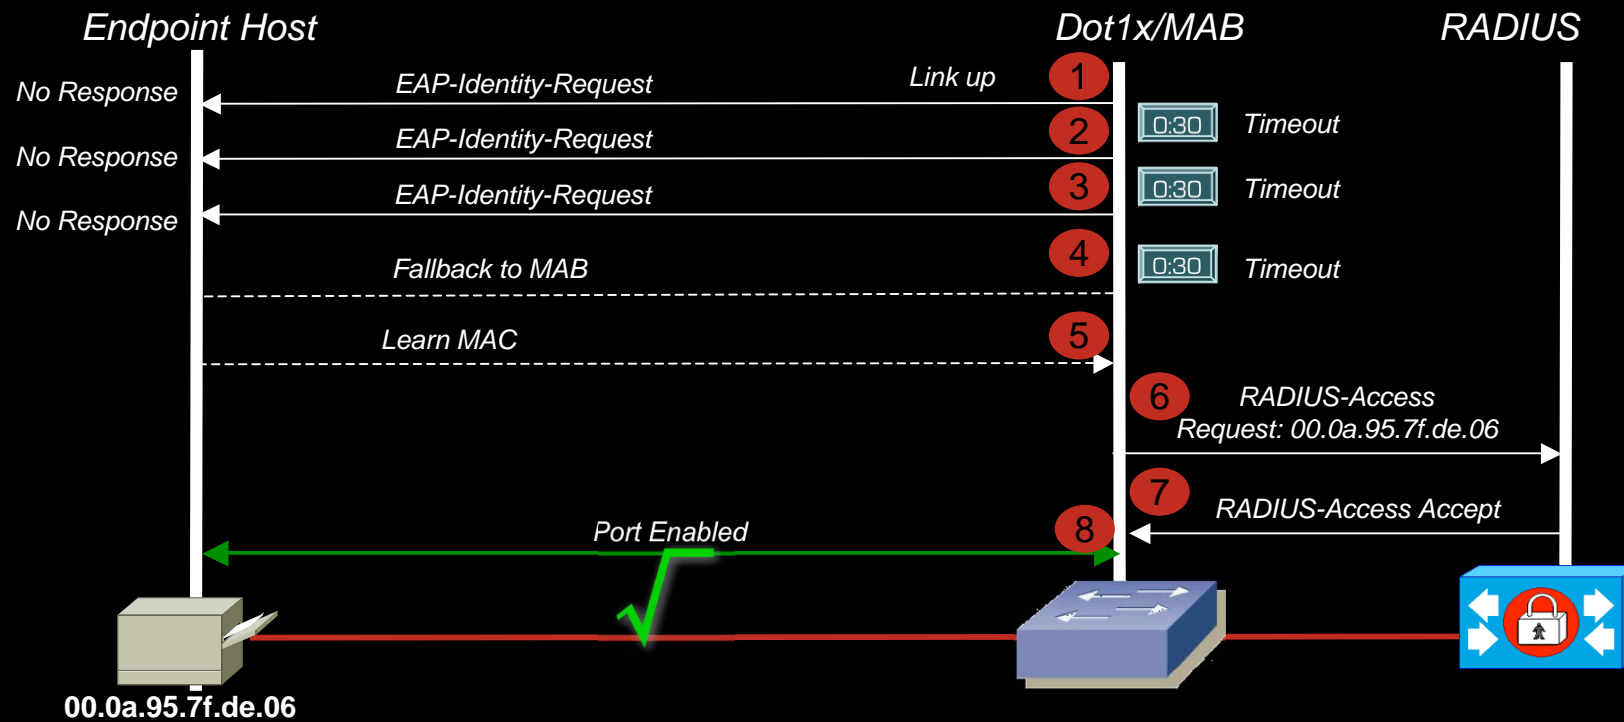 Endpoint Host
Dot1x/MAB
RADIUS
No Response
EAP-Identity-Request
Link up
1
0:30
Timeout
No Response
EAP-Identity-Request
2
No Response
EAP-Identity-Request
3
0:30
Timeout
Fallback to MAB
4
0:30
Timeout
Learn MAC
5
6
RADIUS-Access
Request: 00.0a.95.7f.de.06
7
RADIUS-Access Accept
Port Enabled
8
00.0a.95.7f.de.06